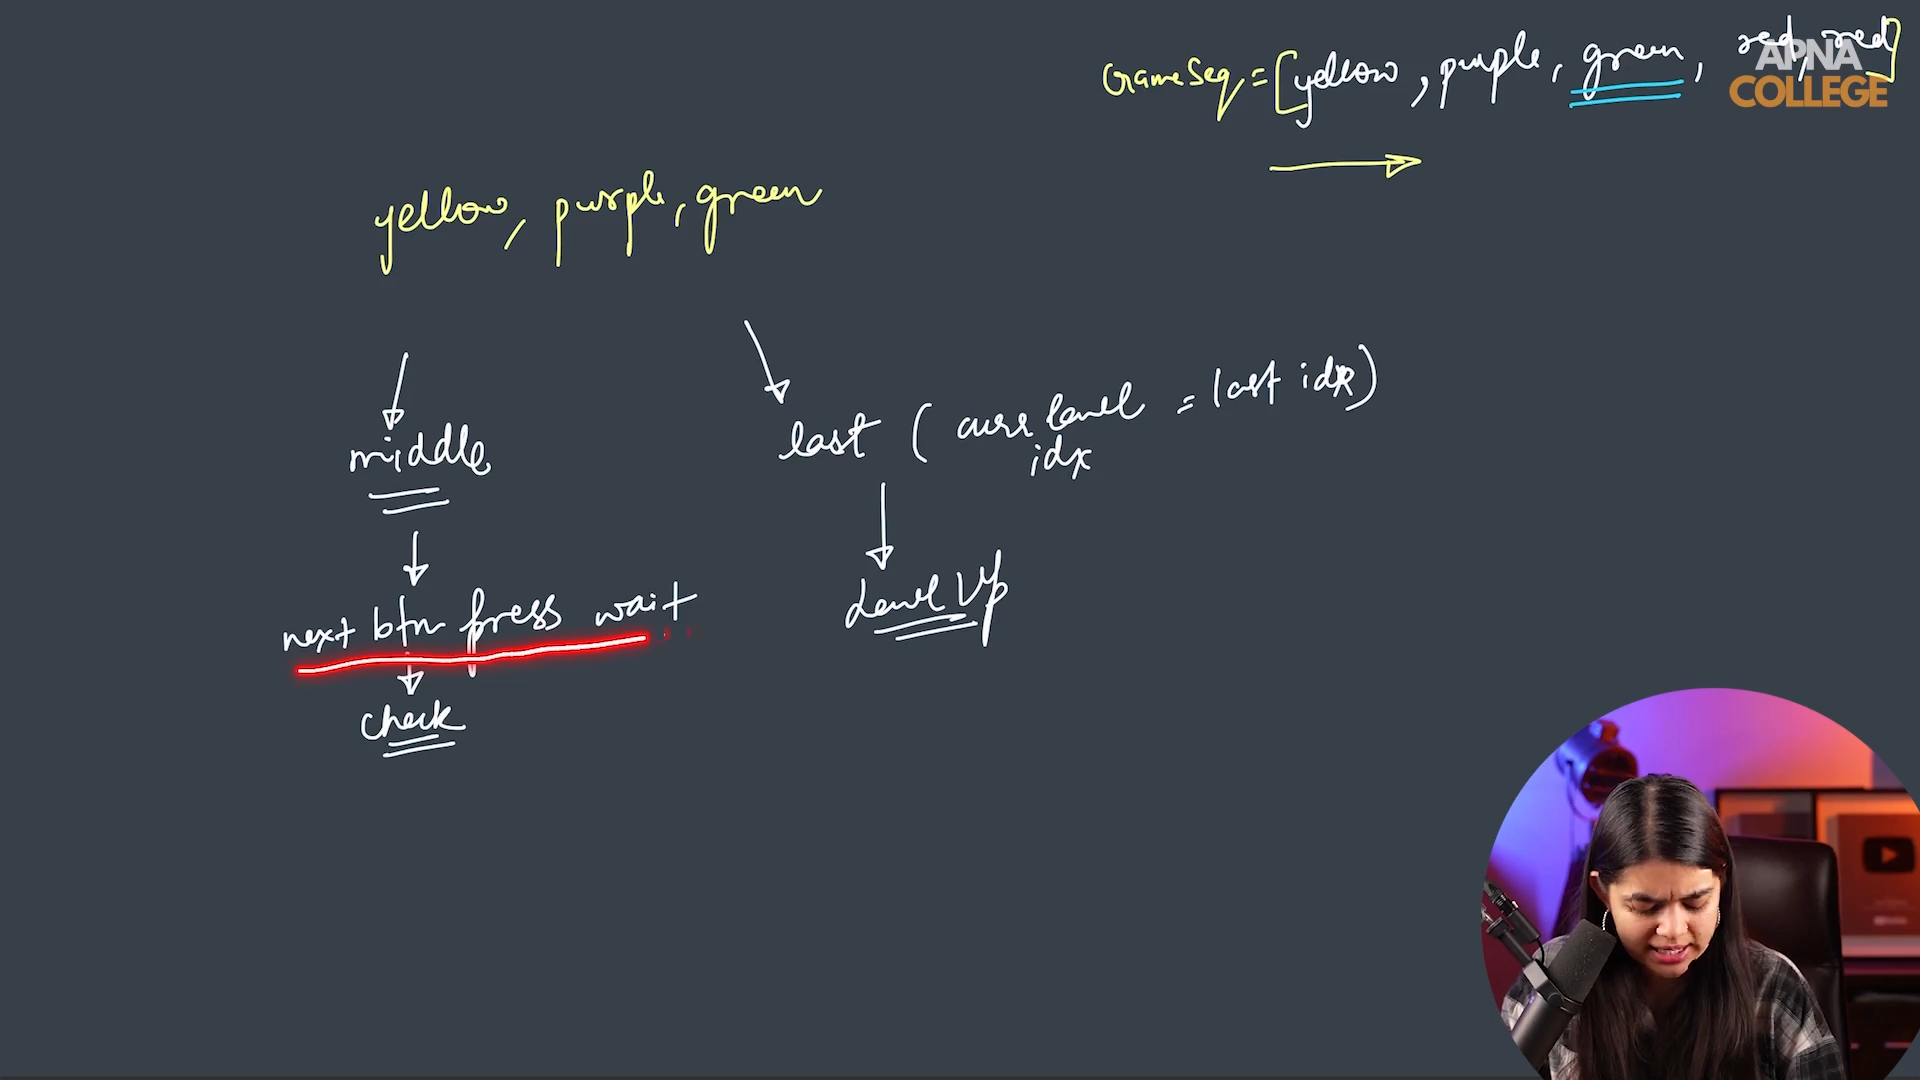 GameSeq = [yellow, purple, green, red, red]
APNA
COLLEGE
yellow, purple, green
middle
last ( curr level = last idx)
idx
next btn press wait
Level Up
check